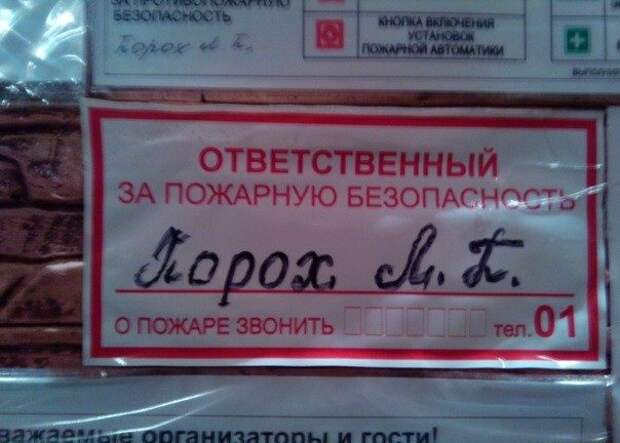 ЗА ПРОТИВОПОЖАРНУЮ
БЕЗОПАСНОСТЬ
Порох М. П.
КНОПКА ВКЛЮЧЕНИЯ
УСТАНОВОК
ПОЖАРНОЙ АВТОМАТИКИ
ОТВЕТСТВЕННЫЙ
ЗА ПОЖАРНУЮ БЕЗОПАСНОСТЬ
Порох М. П.
О ПОЖАРЕ ЗВОНИТЬ тел. 01
важаемые организаторы и гости!